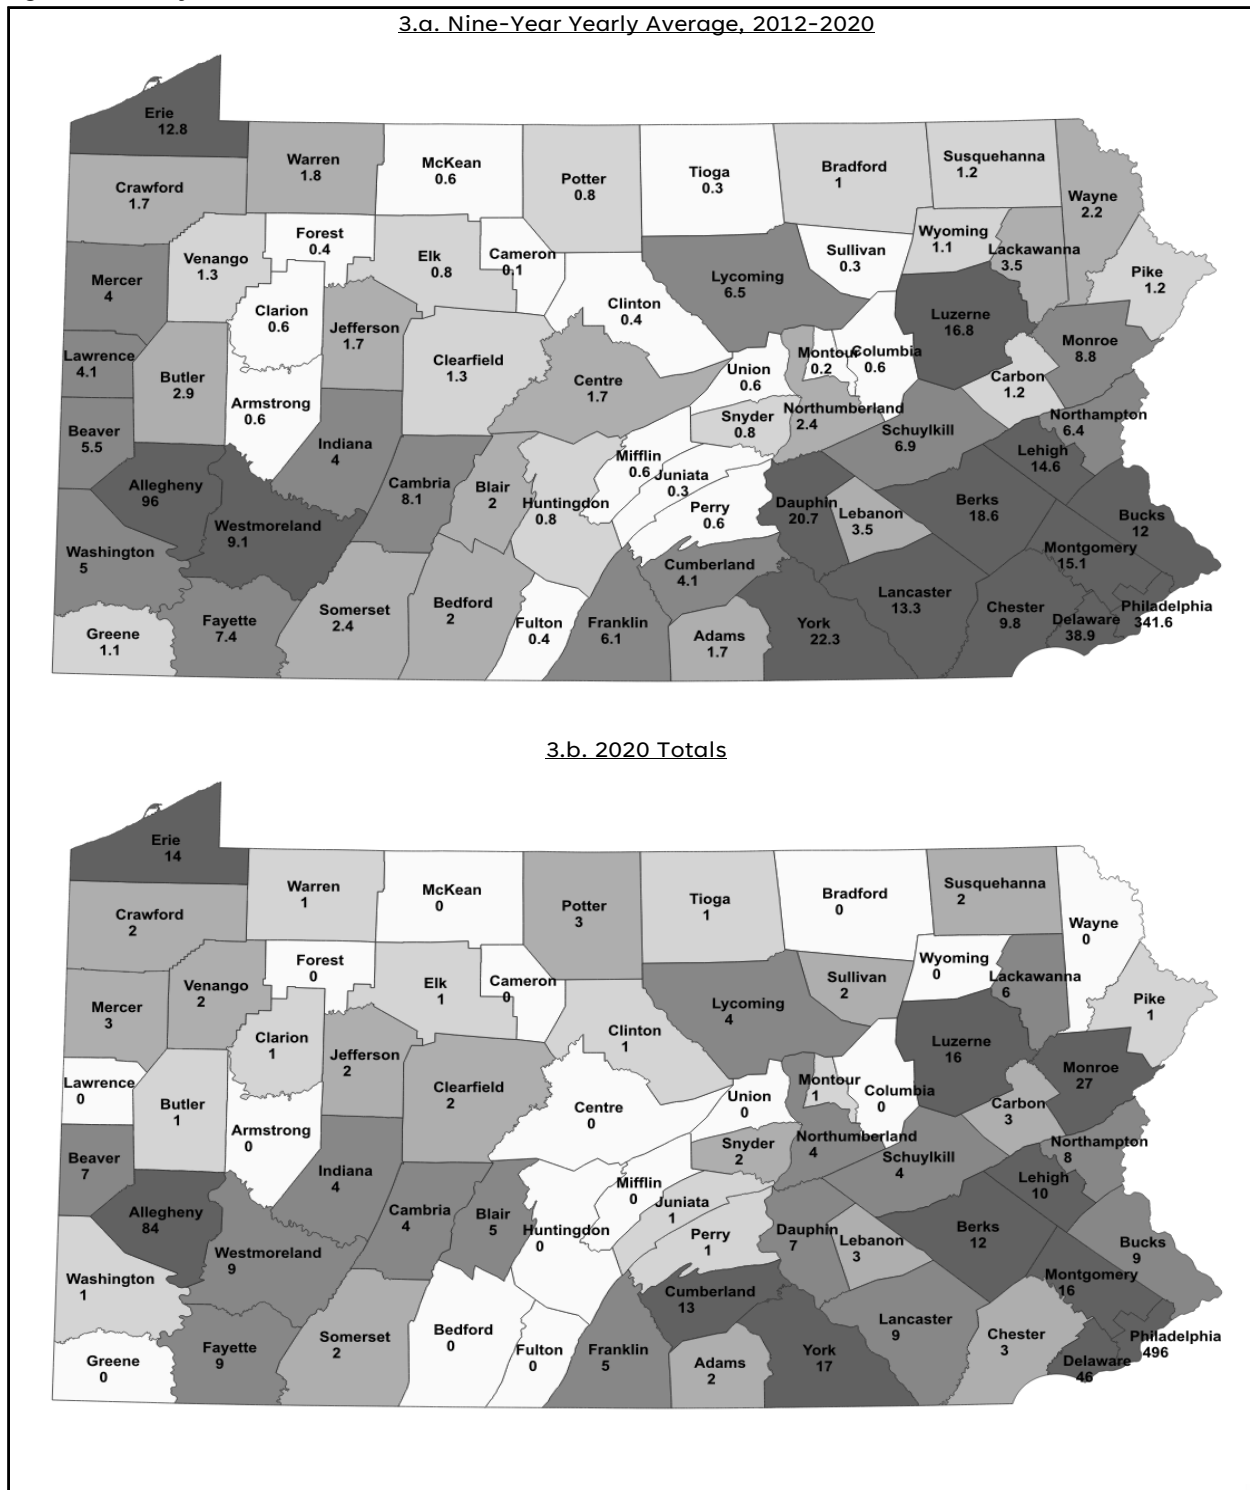 3.a. Nine-Year Yearly Average, 2012-2020
Erie
12.8
Crawford
1.7
Warren
1.8
McKean
0.6
Potter
0.8
Tioga
0.3
Bradford
1
Susquehanna
1.2
Wayne
2.2
Mercer
4
Venango
1.3
Forest
0.4
Elk
0.8
Cameron
0.1
Clinton
0.4
Lycoming
6.5
Sullivan
0.3
Wyoming
1.1
Lackawanna
3.5
Pike
1.2
Lawrence
4.1
Butler
2.9
Clarion
0.6
Jefferson
1.7
Clearfield
1.3
Centre
1.7
Union
0.6
Montour
0.2
Columbia
0.6
Luzerne
16.8
Monroe
8.8
Carbon
1.2
Beaver
5.5
Armstrong
0.6
Indiana
4
Snyder
0.8
Northumberland
2.4
Schuylkill
6.9
Northampton
6.4
Lehigh
14.6
Allegheny
96
Westmoreland
9.1
Cambria
8.1
Blair
2
Huntingdon
0.8
Mifflin
0.6
Juniata
0.3
Perry
0.6
Dauphin
20.7
Lebanon
3.5
Berks
18.6
Bucks
12
Montgomery
15.1
Washington
5
Greene
1.1
Fayette
7.4
Somerset
2.4
Bedford
2
Fulton
0.4
Franklin
6.1
Cumberland
4.1
Adams
1.7
York
22.3
Lancaster
13.3
Chester
9.8
Delaware
38.9
Philadelphia
341.6
3.b. 2020 Totals
Erie
14
Crawford
2
Warren
1
McKean
0
Potter
3
Tioga
1
Bradford
0
Susquehanna
2
Wayne
0
Mercer
3
Venango
2
Forest
0
Elk
1
Cameron
0
Clinton
1
Lycoming
4
Sullivan
2
Wyoming
0
Lackawanna
6
Pike
1
Lawrence
0
Butler
1
Clarion
1
Jefferson
2
Clearfield
2
Centre
0
Union
0
Montour
1
Columbia
0
Luzerne
16
Monroe
27
Carbon
3
Beaver
7
Armstrong
0
Indiana
4
Snyder
2
Northumberland
4
Schuylkill
4
Northampton
8
Lehigh
10
Allegheny
84
Westmoreland
9
Cambria
4
Blair
5
Huntingdon
0
Mifflin
0
Juniata
1
Perry
1
Dauphin
7
Lebanon
3
Berks
12
Bucks
9
Montgomery
16
Washington
1
Greene
0
Fayette
9
Somerset
2
Bedford
0
Fulton
0
Franklin
5
Cumberland
13
Adams
2
York
17
Lancaster
9
Chester
3
Delaware
46
Philadelphia
496